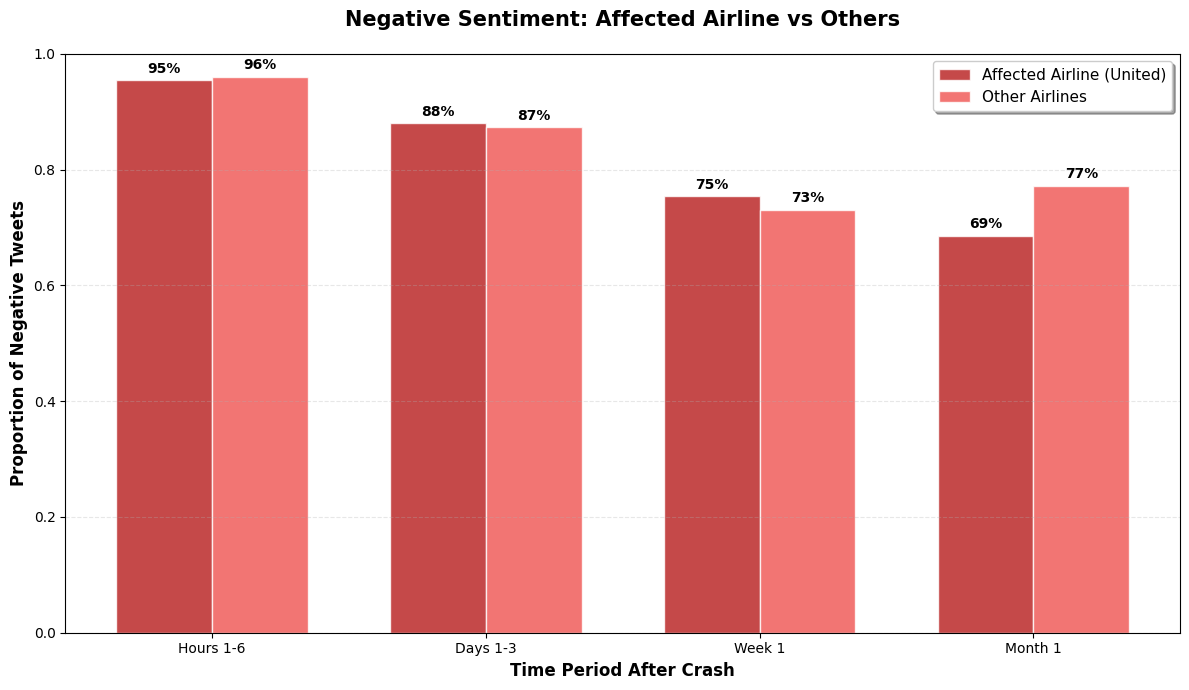 Negative Sentiment: Affected Airline vs Others
Affected Airline (United)
Other Airlines
Proportion of Negative Tweets
1.0
0.8
0.6
0.4
0.2
0.0
95%
96%
88%
87%
75%
73%
69%
77%
Hours 1-6
Days 1-3
Week 1
Month 1
Time Period After Crash